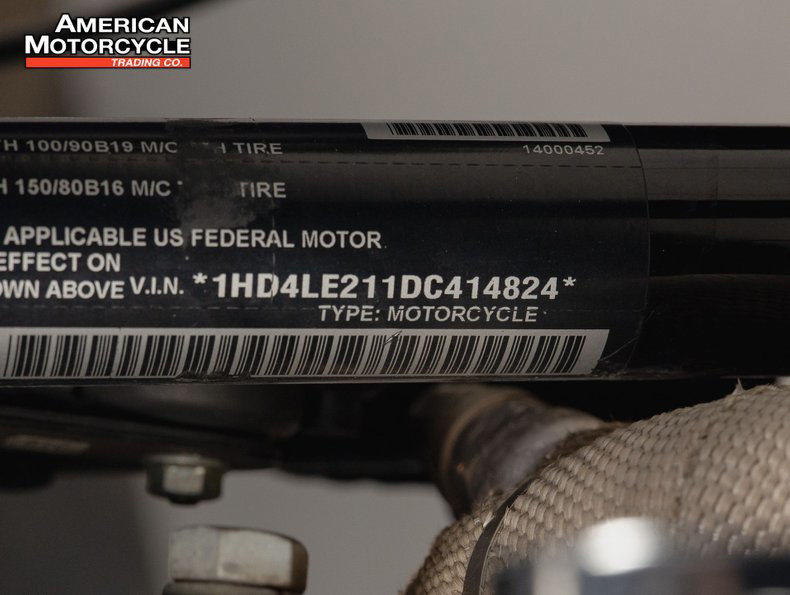 AMERICAN
MOTORCYCLE
TRADING CO.
14000452
100/90B19 M/C TIRE
150/80B16 M/C TIRE
APPLICABLE US FEDERAL MOTOR
EFFECT ON
ABOVE V.I.N. *1HD4LE211DC414824*
TYPE: MOTORCYCLE